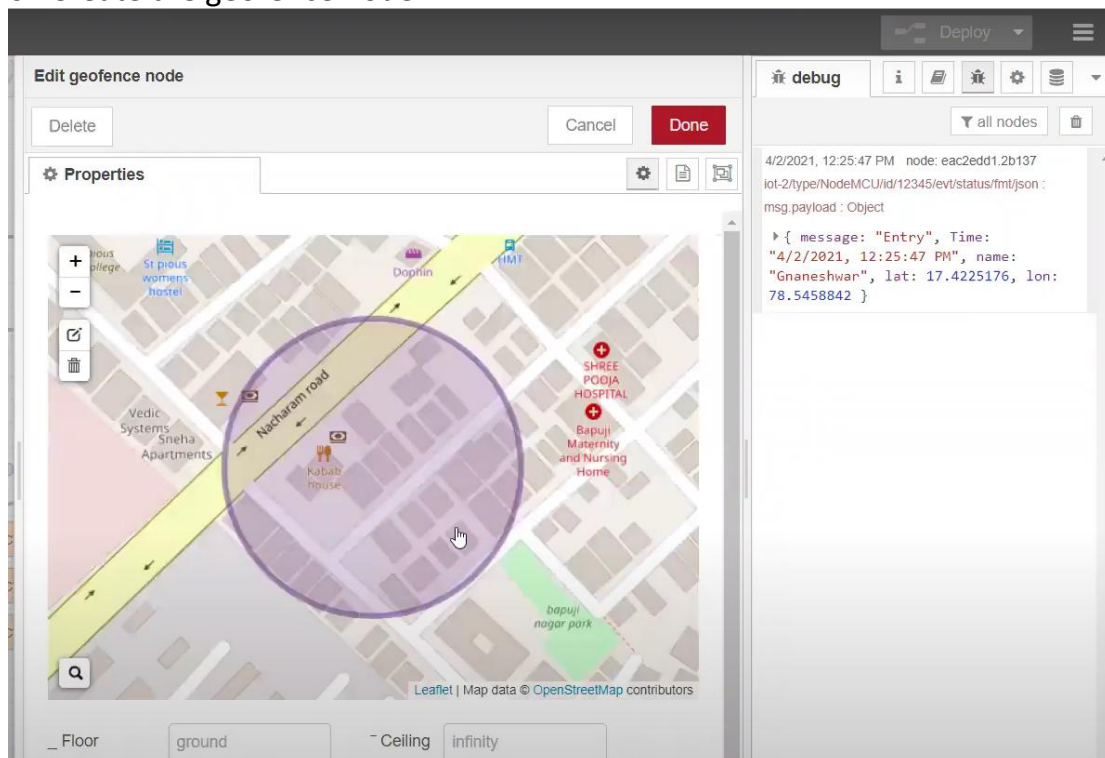 Deploy
Edit geofence node
Delete
Cancel
Done
Properties
+
−
St pious
womens
hostel
Dophin
HMT
SHREE
POOJA
HOSPITAL
Bapuji
Maternity
and Nursing
Home
Vedic
Systems
Sneha
Apartments
Nacharam road
Kabab
house
bapuji
nagar park
Leaflet | Map data © OpenStreetMap contributors
_ Floor
ground
‾ Ceiling
infinity
debug
i
all nodes
4/2/2021, 12:25:47 PM node: eac2edd1.2b137
iot-2/type/NodeMCU/id/12345/evt/status/fmt/json :
msg.payload : Object
{ message: "Entry", Time:
"4/2/2021, 12:25:47 PM", name:
"Gnaneshwar", lat: 17.4225176, lon:
78.5458842 }